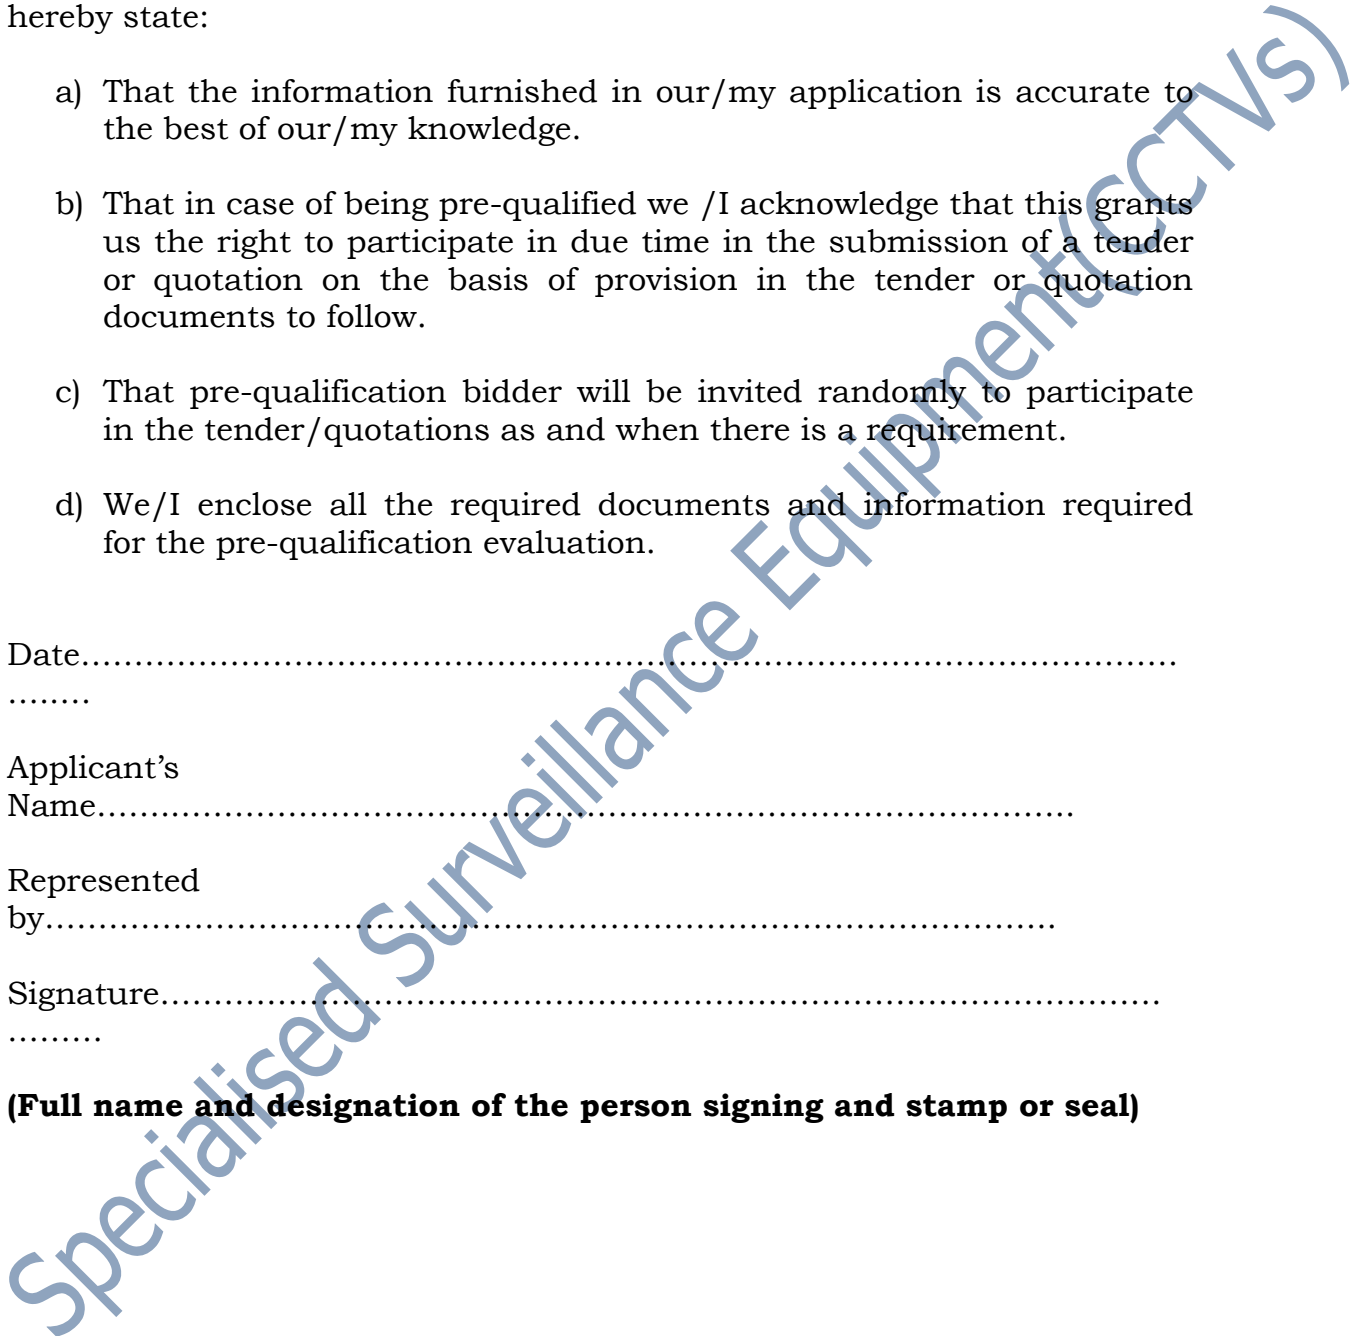 hereby state:
a) That the information furnished in our/my application is accurate to
the best of our/my knowledge.
b) That in case of being pre-qualified we /I acknowledge that this grants
us the right to participate in due time in the submission of a tender
or quotation on the basis of provision in the tender or quotation
documents to follow.
c) That pre-qualification bidder will be invited randomly to participate
in the tender/quotations as and when there is a requirement.
d) We/I enclose all the required documents and information required
for the pre-qualification evaluation.
Date…………………………………………………………………………………………
……..
Applicant’s
Name……………………………………………………………………………….
Represented
by………………………………………………………………………………….
Signature…………………………………………………………………………………
………
(Full name and designation of the person signing and stamp or seal)
Specialised Surveillance Equipment(CCTVs)